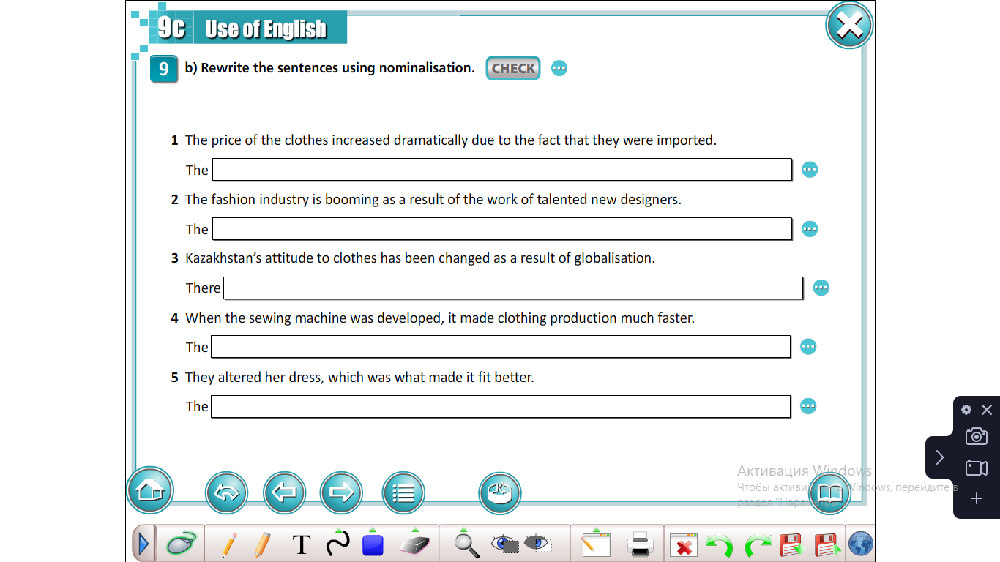 9c Use of English
9 b) Rewrite the sentences using nominalisation. CHECK
1 The price of the clothes increased dramatically due to the fact that they were imported.
The
2 The fashion industry is booming as a result of the work of talented new designers.
The
3 Kazakhstan’s attitude to clothes has been changed as a result of globalisation.
There
4 When the sewing machine was developed, it made clothing production much faster.
The
5 They altered her dress, which was what made it fit better.
The
Активация Windows
Windows, перейдите в
раздел
T